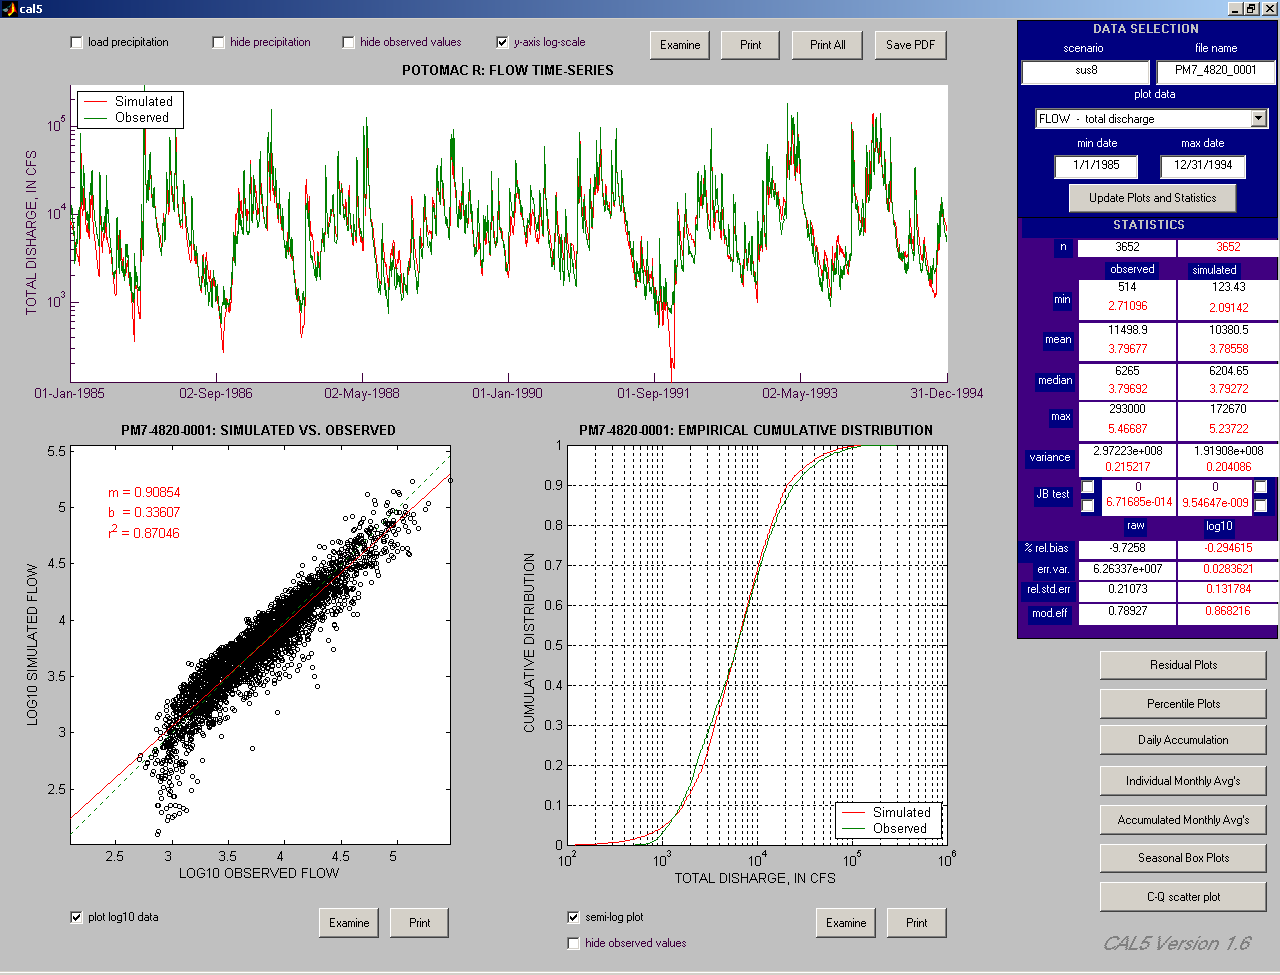 cal5
load precipitation
hide precipitation
hide observed values
y-axis log-scale
Examine
Print
Print All
Save PDF
POTOMAC R: FLOW TIME-SERIES
Simulated
Observed
TOTAL DISHARGE, IN CFS
10^5
10^4
10^3
01-Jan-1985
02-Sep-1986
02-May-1988
01-Jan-1990
01-Sep-1991
02-May-1993
31-Dec-1994
PM7-4820-0001: SIMULATED VS. OBSERVED
m = 0.90854
b = 0.33607
r^2 = 0.87046
LOG10 SIMULATED FLOW
5.5
5
4.5
4
3.5
3
2.5
2.5 3 3.5 4 4.5 5
LOG10 OBSERVED FLOW
plot log10 data
Examine
Print
PM7-4820-0001: EMPIRICAL CUMULATIVE DISTRIBUTION
CUMULATIVE DISTRIBUTION
1
0.9
0.8
0.7
0.6
0.5
0.4
0.3
0.2
0.1
0
Simulated
Observed
10^2 10^3 10^4 10^5 10^6
TOTAL DISHARGE, IN CFS
semi-log plot
hide observed values
Examine
Print
DATA SELECTION
scenario file name
sus8 PM7_4820_0001
plot data
FLOW - total discharge
min date max date
1/1/1985 12/31/1994
Update Plots and Statistics
STATISTICS
n 3652 3652
observed simulated
min 514 123.43
2.71096 2.09142
mean 11498.9 10380.5
3.79677 3.78558
median 6265 6204.65
3.79692 3.79272
max 293000 172670
5.46687 5.23722
variance 2.97223e+008 1.91908e+008
0.215217 0.204086
JB test 0 0
6.71685e-014 9.54647e-009
raw log10
% rel.bias -9.7258 -0.294615
err.var. 6.26337e+007 0.0283621
rel.std.err 0.21073 0.131784
mod.eff 0.78927 0.868216
Residual Plots
Percentile Plots
Daily Accumulation
Individual Monthly Avg's
Accumulated Monthly Avg's
Seasonal Box Plots
C-Q scatter plot
CAL5 Version 1.6